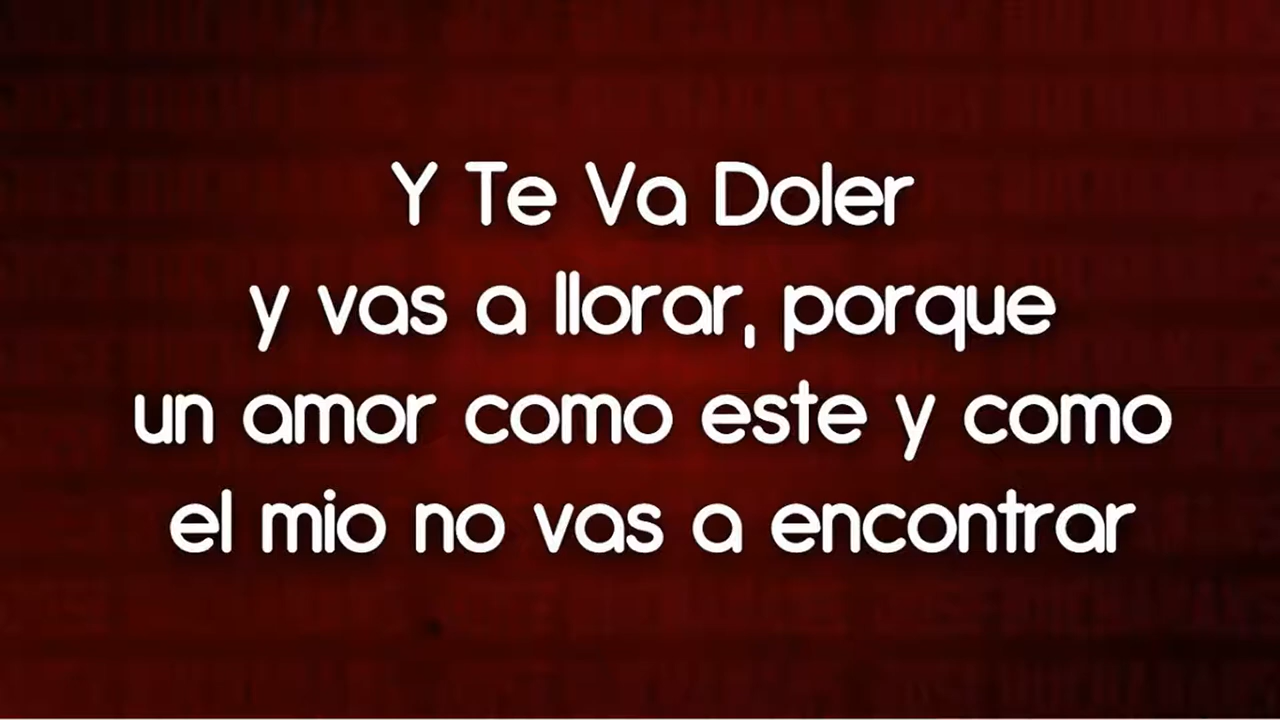 Y Te Va Doler
y vas a llorar, porque
un amor como este y como
el mio no vas a encontrar